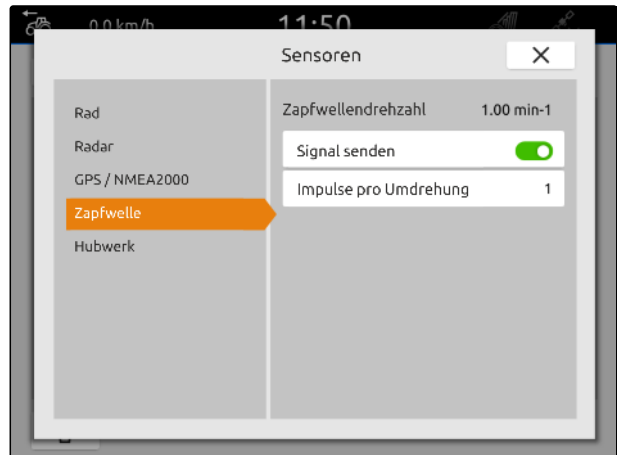 0.0 km/h
11:50
Sensoren
Rad
Radar
GPS / NMEA2000
Zapfwelle
Hubwerk
Zapfwellendrehzahl 1.00 min-1
Signal senden
Impulse pro Umdrehung 1